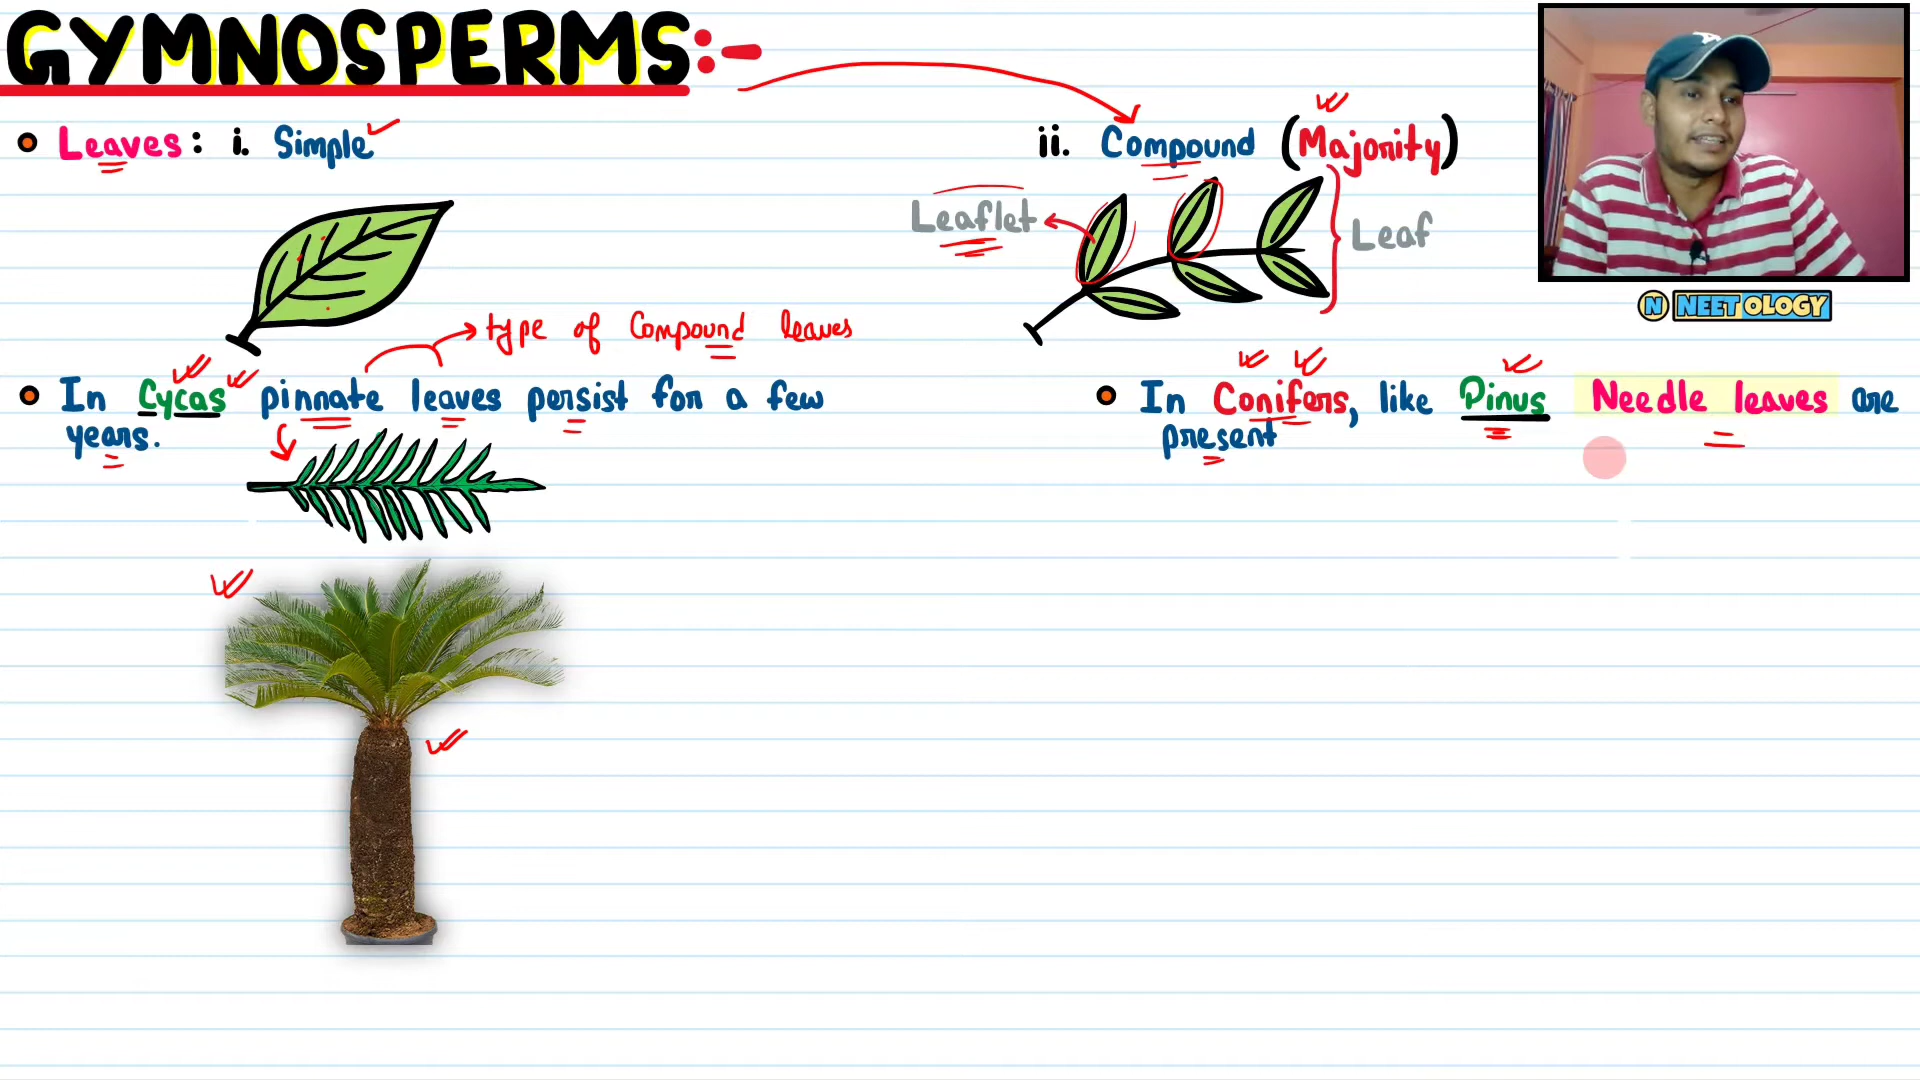 GYMNOSPERMS:-
Leaves: i. Simple
ii. Compound (Majority)
Leaflet
Leaf
N NEETOLOGY
type of Compound leaves
In Cycas pinnate leaves persist for a few
years.
In Conifers, like Pinus Needle leaves are
present